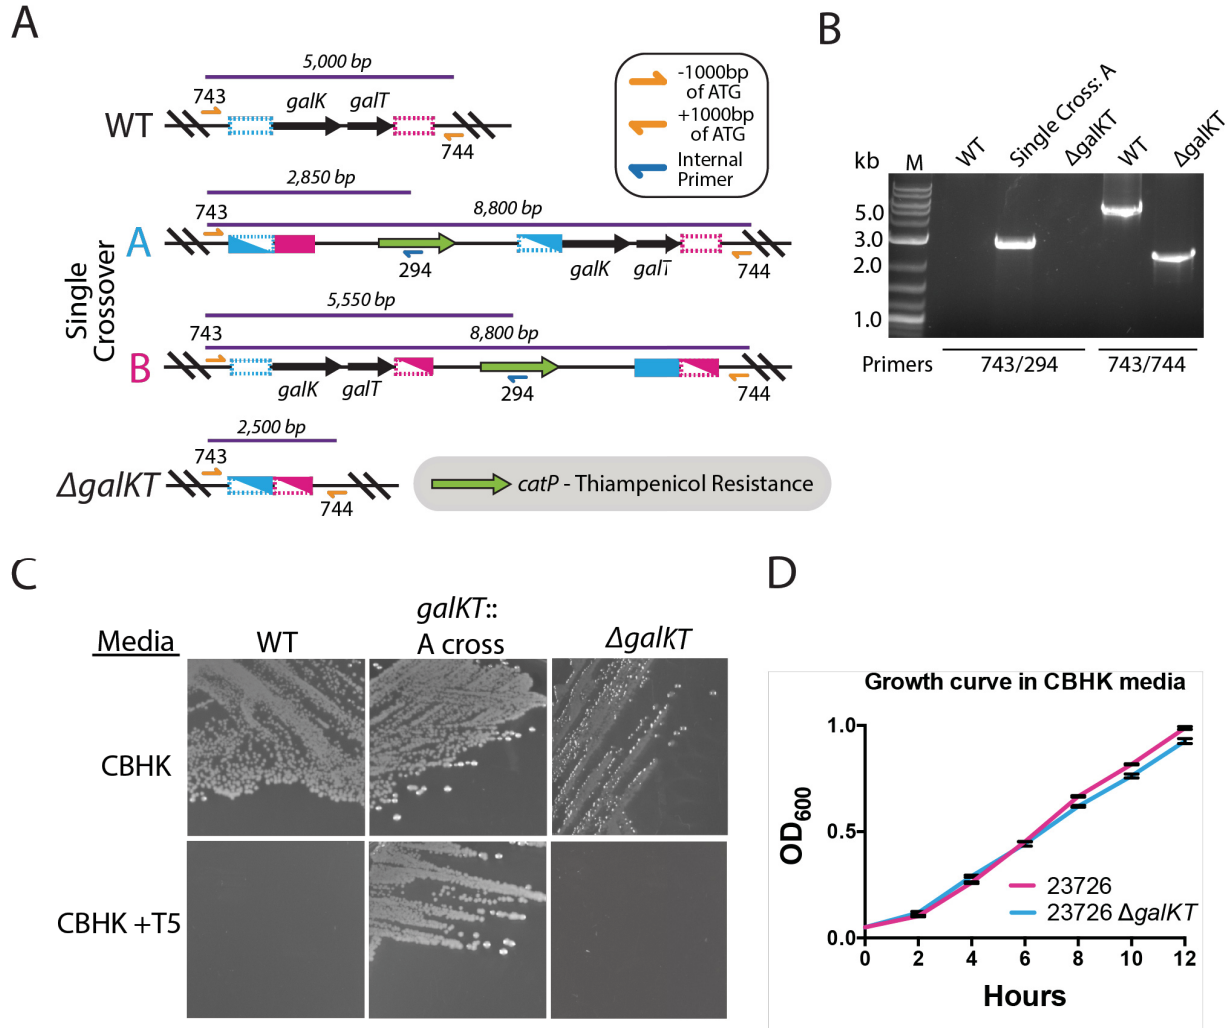 A
5,000 bp
743
galK
galT
WT
744
-1000bp
of ATG
+1000bp
of ATG
Internal
Primer
2,850 bp
743
8,800 bp
A
294
galK
galT
744
Single
Crossover
5,550 bp
743
8,800 bp
B
galK
galT
294
744
2,500 bp
743
ΔgalKT
744
catP - Thiampenicol Resistance
B
kb
M
WT
Single Cross: A
ΔgalKT
WT
ΔgalKT
5.0
3.0
2.0
1.0
Primers
743/294
743/744
C
Media
WT
galKT::
A cross
ΔgalKT
CBHK
CBHK +T5
D
Growth curve in CBHK media
OD600
1.0
0.5
0.0
23726
23726 ΔgalKT
0 2 4 6 8 10 12
Hours